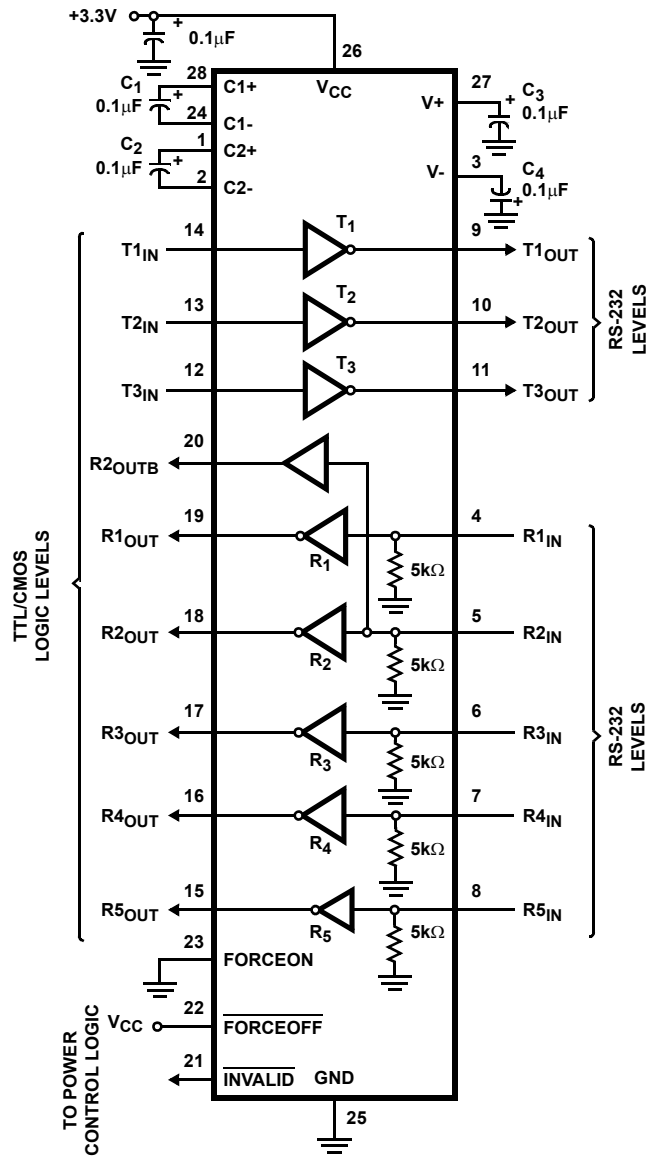 +3.3V
+
0.1μF
26
VCC
C1
0.1μF
+
28
C1+
24
C1-
C2
0.1μF
+
1
C2+
2
C2-
27
V+
+
C3
0.1μF
3
V-
C4
0.1μF
+
T1IN
14
T1
9
T1OUT
T2IN
13
T2
10
T2OUT
T3IN
12
T3
11
T3OUT
RS-232
LEVELS
20
R2OUTB
R1OUT
19
R1
5kΩ
4
R1IN
TTL/CMOS
LOGIC LEVELS
R2OUT
18
R2
5kΩ
5
R2IN
R3OUT
17
R3
5kΩ
6
R3IN
RS-232
LEVELS
R4OUT
16
R4
5kΩ
7
R4IN
R5OUT
15
R5
5kΩ
8
R5IN
23
FORCEON
VCC
22
FORCEOFF
21
INVALID
GND
25
TO POWER
CONTROL LOGIC